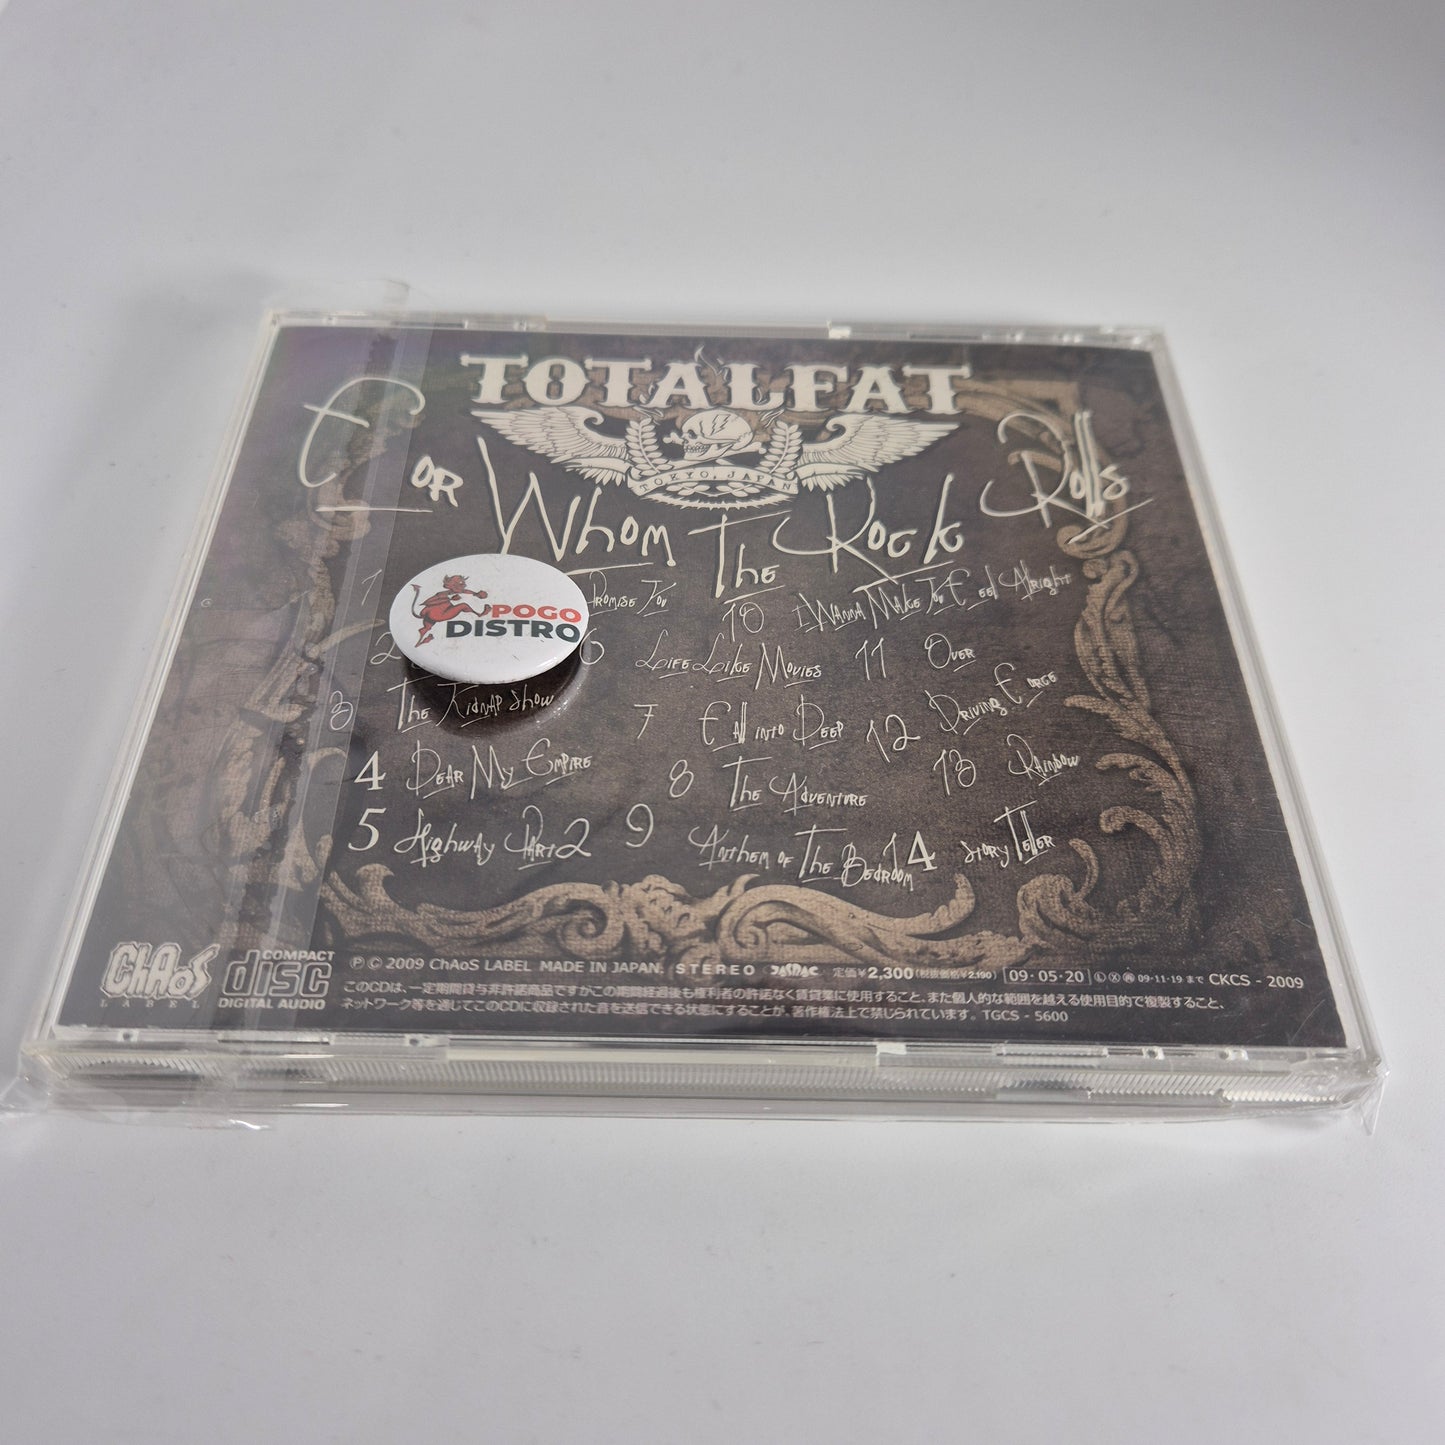 TOTALFAT
TOKYO, JAPAN
For Whom The Rock Rolls
POGO
DISTRO
1
Promise You
2
3 The Kidnap Show
4 Dear My Empire
5 Highway Part2
6 Life Like Movies
7 Fall into Deep
8 The Adventure
9 Anthem of The Bedroom
10 I Wanna Make You Feel Alright
11 Over
12 Driving Force
13 Rainbow
14 Story Teller
ChAoS
LABEL
COMPACT
disc
DIGITAL AUDIO
Ⓟ © 2009 ChAoS LABEL MADE IN JAPAN. STEREO JASRAC 定価¥2,300(税抜価格¥2,190) 09・05・20 Ⓛ Ⓧ 09-11-19 まで CKCS - 2009
このCDは、一定期間貸与非許諾商品ですがこの期間経過後も権利者の許諾なく賃貸業に使用すること、また個人的な範囲を越える使用目的で複製すること、
ネットワーク等を通じてこのCDに収録された音を送信できる状態にすることが、著作権法上で禁じられています。 TGCS - 5600